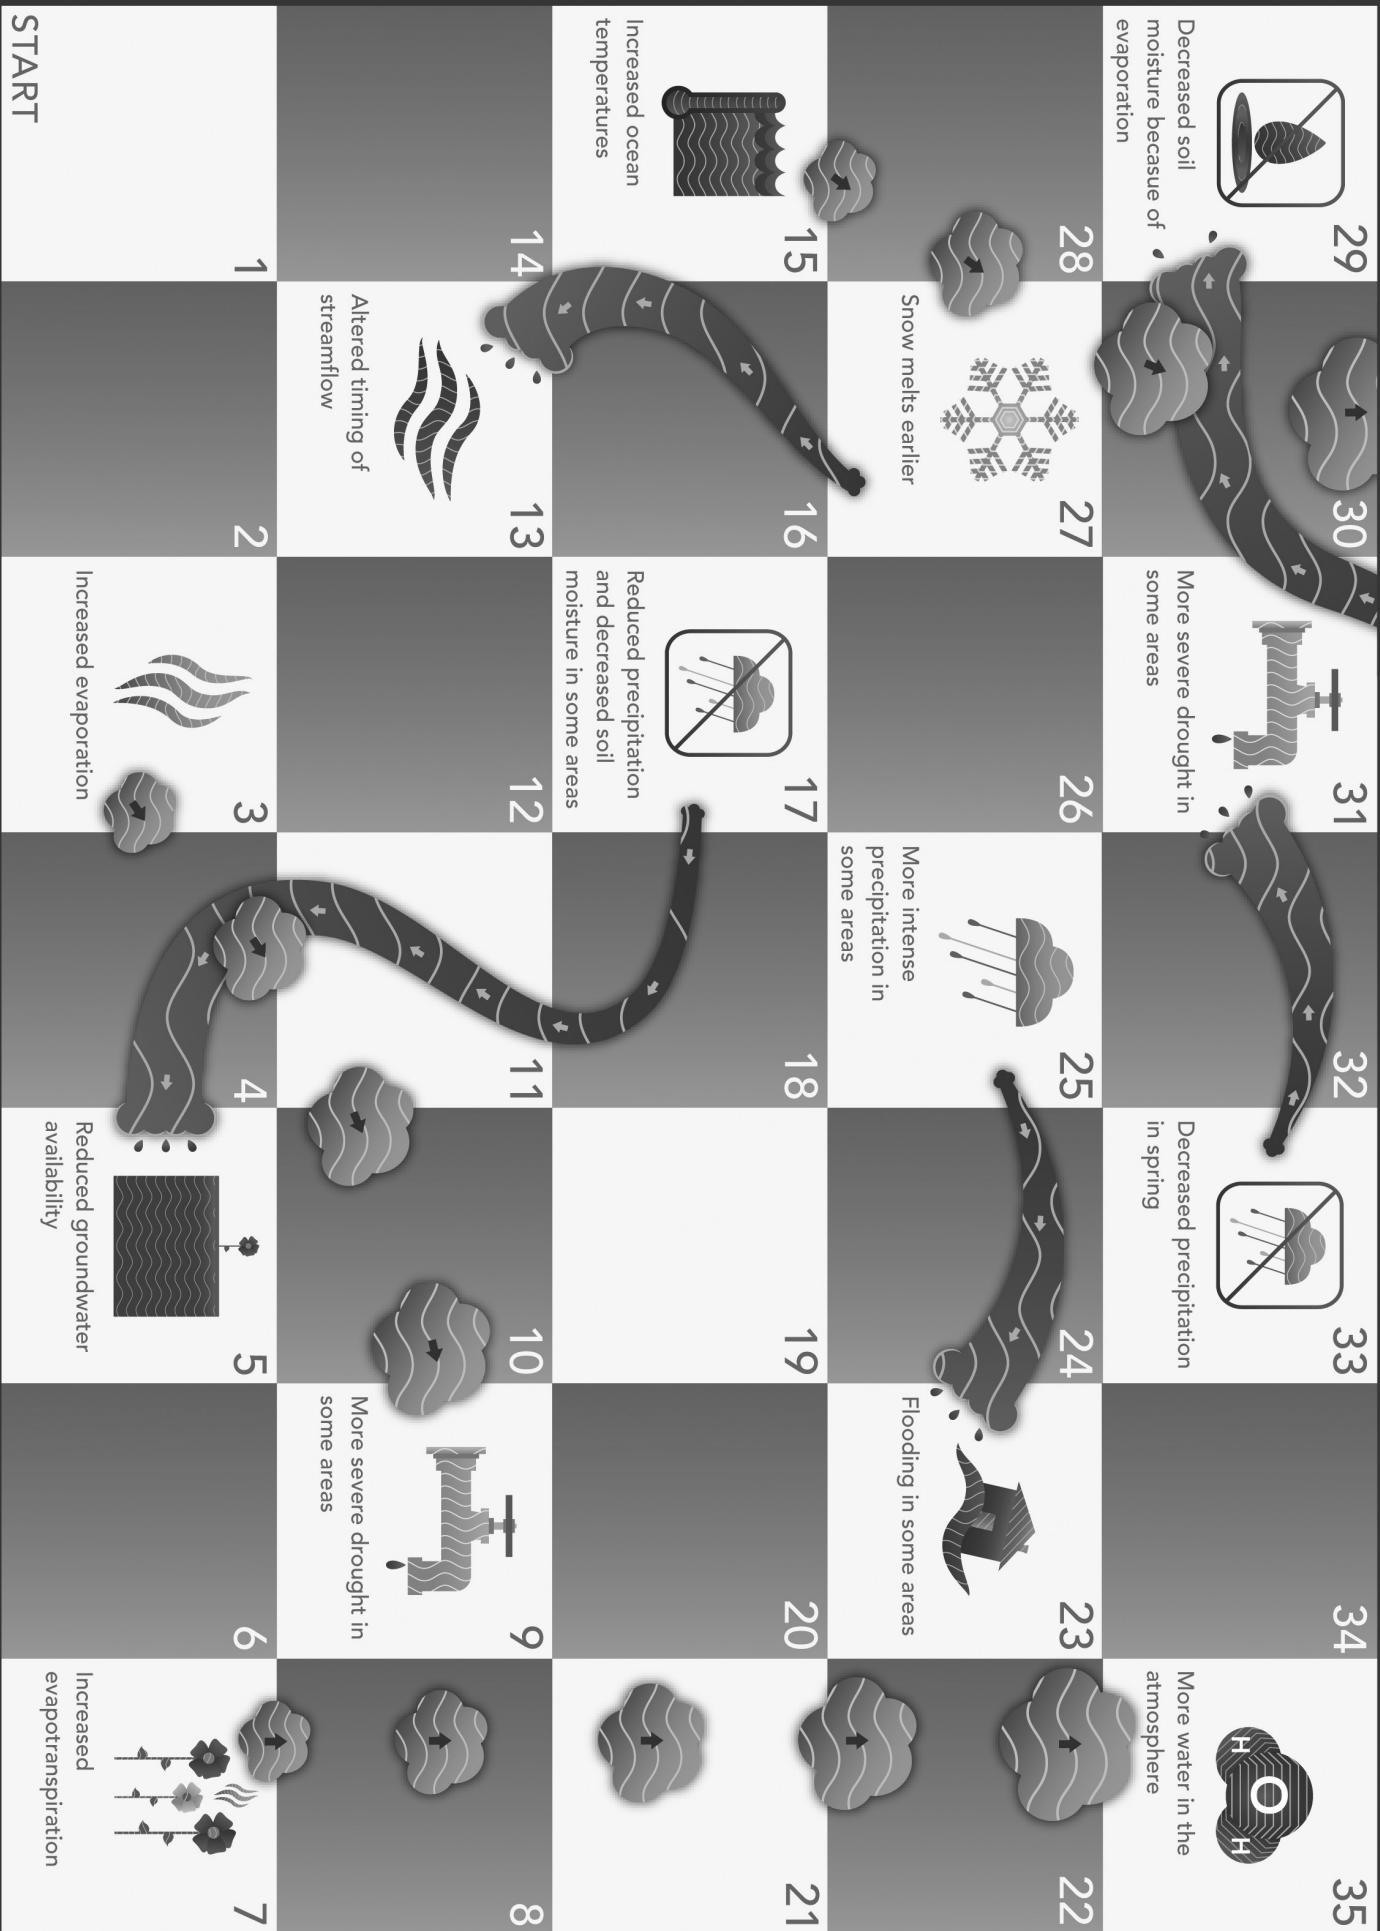 29
Decreased soil
moisture becasue of
evaporation
30
31
More severe drought in
some areas
32
33
Decreased precipitation
in spring
34
35
O
H H
More water in the
atmosphere
28
27
Snow melts earlier
26
25
More intense
precipitation in
some areas
24
23
Flooding in some areas
22
15
Increased ocean
temperatures
16
17
Reduced precipitation
and decreased soil
moisture in some areas
18
19
20
21
14
13
Altered timing of
streamflow
12
11
10
9
More severe drought in
some areas
8
1
START
2
3
Increased evaporation
4
5
Reduced groundwater
availability
6
7
Increased
evapotranspiration